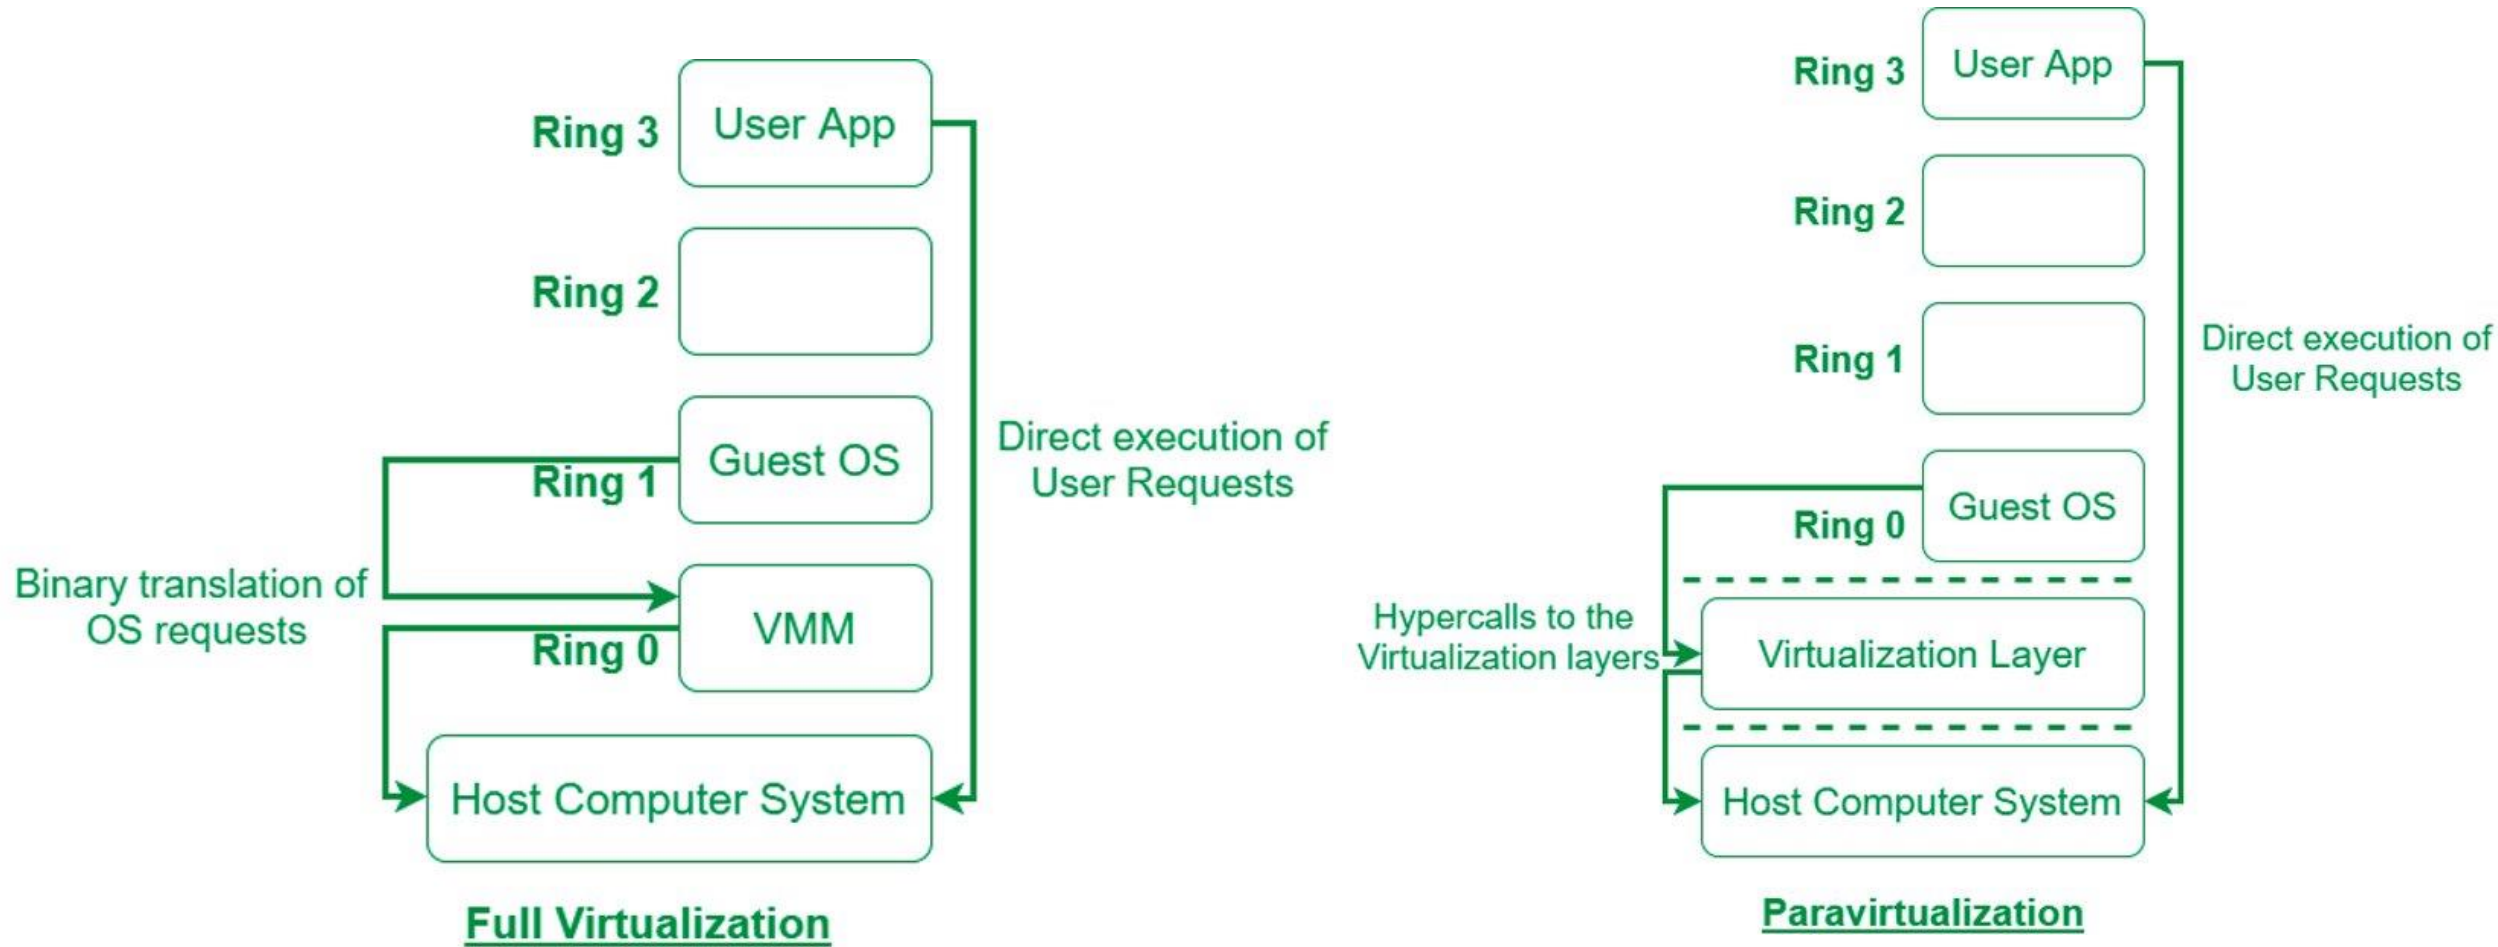 Ring 3
User App
Ring 2
Ring 1
Guest OS
Direct execution of
User Requests
Binary translation of
OS requests
Ring 0
VMM
Host Computer System
Full Virtualization
Ring 3
User App
Ring 2
Ring 1
Direct execution of
User Requests
Ring 0
Guest OS
Hypercalls to the
Virtualization layers
Virtualization Layer
Host Computer System
Paravirtualization